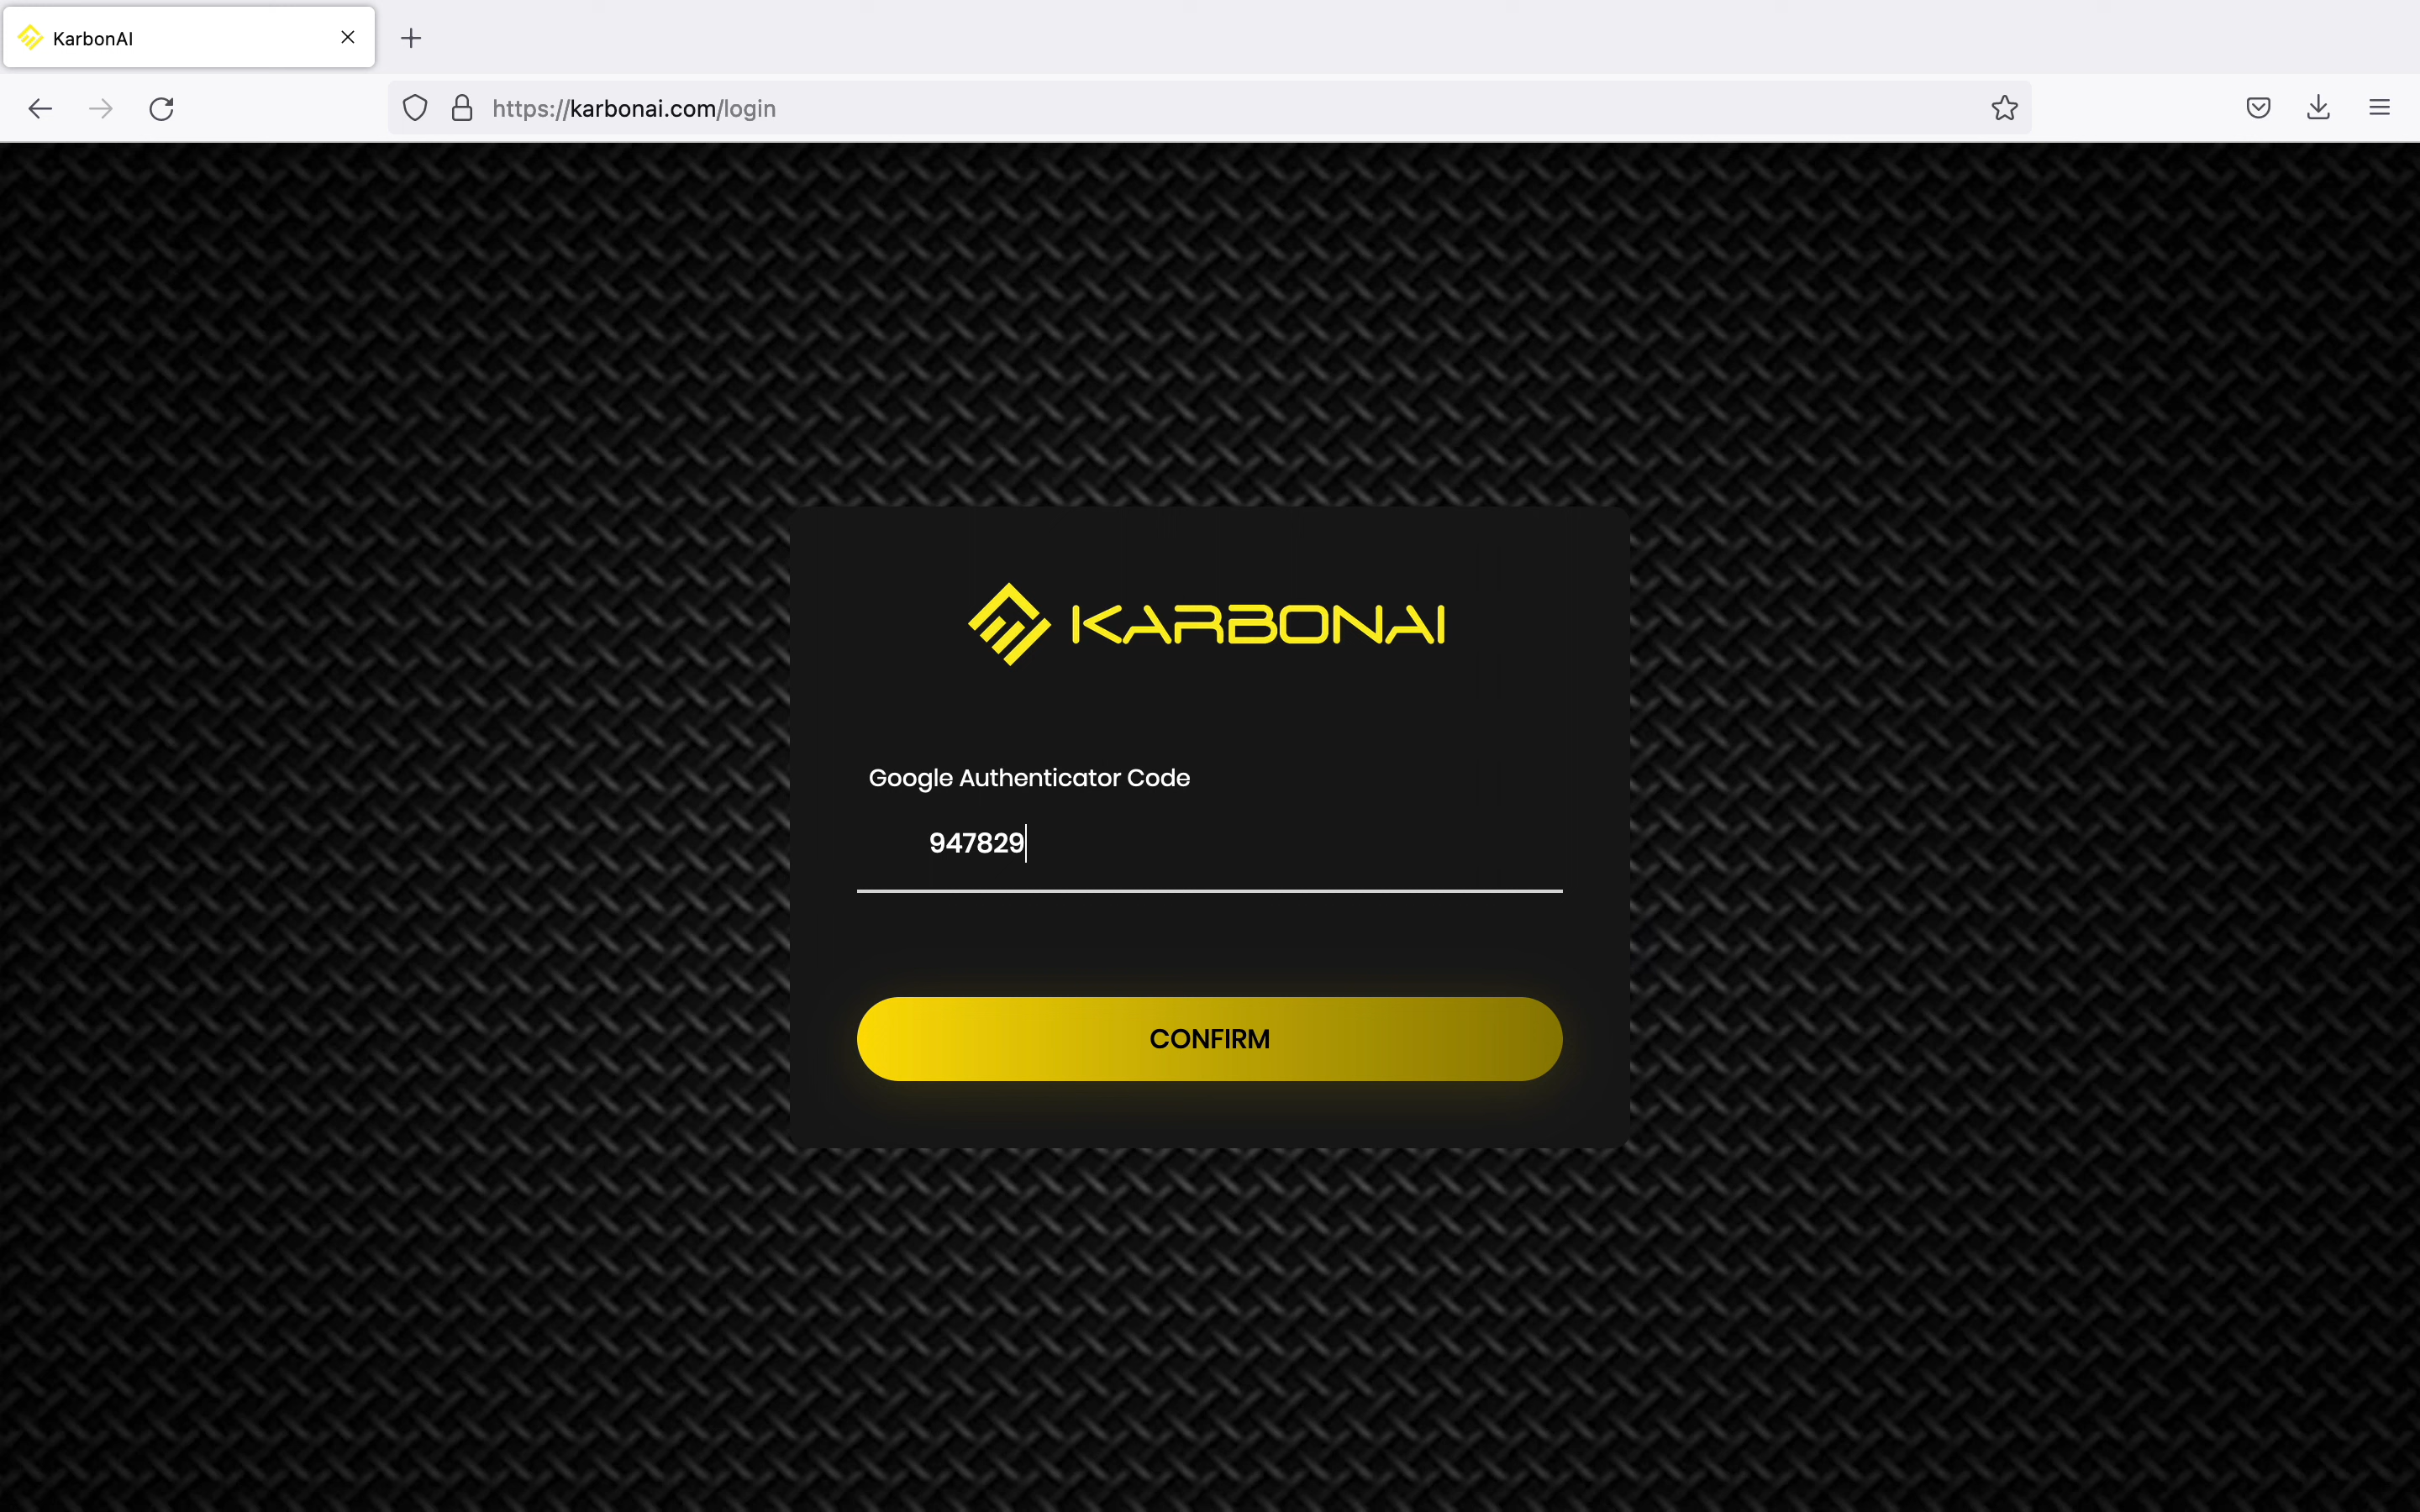 KarbonAI
https://karbonai.com/login
KARBONAI
Google Authenticator Code
947829
CONFIRM